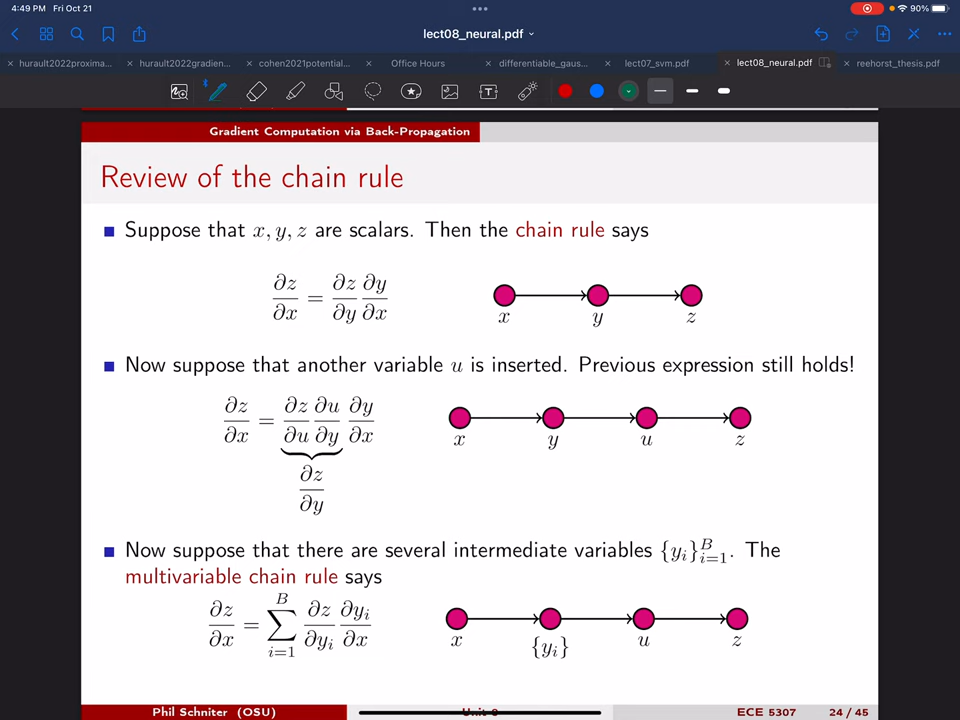 4:49 PM Fri Oct 21
90%
lect08_neural.pdf
hurault2022proxima...
hurault2022gradien...
cohen2021potential...
Office Hours
differentiable_gaus...
lect07_svm.pdf
lect08_neural.pdf
reehorst_thesis.pdf
Gradient Computation via Back-Propagation
Review of the chain rule
Suppose that x, y, z are scalars. Then the chain rule says
∂z/∂x = ∂z/∂y ∂y/∂x
x y z
Now suppose that another variable u is inserted. Previous expression still holds!
∂z/∂x = ∂z/∂u ∂u/∂y ∂y/∂x
∂z/∂y
x y u z
Now suppose that there are several intermediate variables {y_i}_{i=1}^B. The
multivariable chain rule says
∂z/∂x = ∑_{i=1}^B ∂z/∂y_i ∂y_i/∂x
x {y_i} u z
Phil Schniter (OSU) Unit 8 ECE 5307 24 / 45